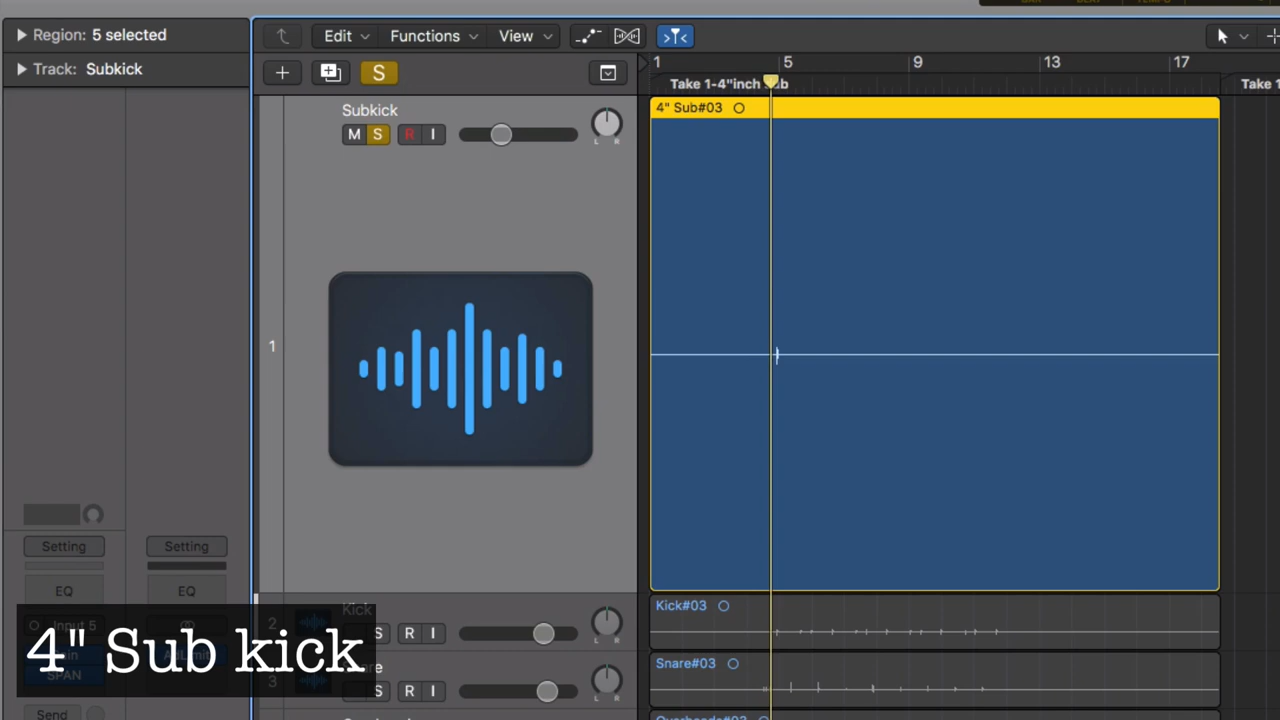 Region: 5 selected
Edit
Functions
View
Track: Subkick
S
1
5
9
13
17
Take 1-4"inch
b
Take 1
Subkick
M
S
R
I
L
R
4" Sub#03
1
Setting
Setting
EQ
EQ
Input 5
SPAN
Send
4" Sub kick
2
Kick
S
R
I
Kick#03
3
S
R
I
Snare#03